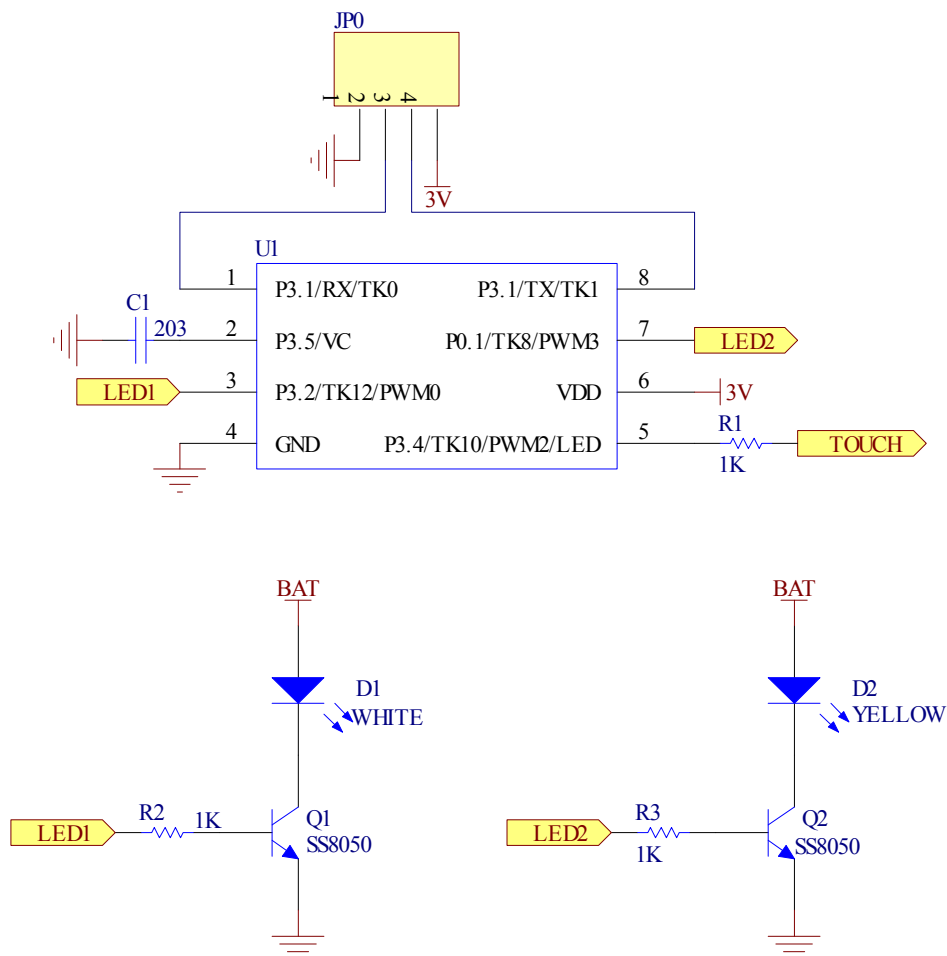 JP0
1 2 3 4
3V
U1
1 P3.1/RX/TK0 P3.1/TX/TK1 8
C1
203 2 P3.5/VC P0.1/TK8/PWM3 7 LED2
LED1 3 P3.2/TK12/PWM0 VDD 6 3V
4 GND P3.4/TK10/PWM2/LED 5 R1 TOUCH
1K
BAT BAT
D1 D2
WHITE YELLOW
R2 1K Q1 R3 Q2
LED1 SS8050 LED2 1K SS8050